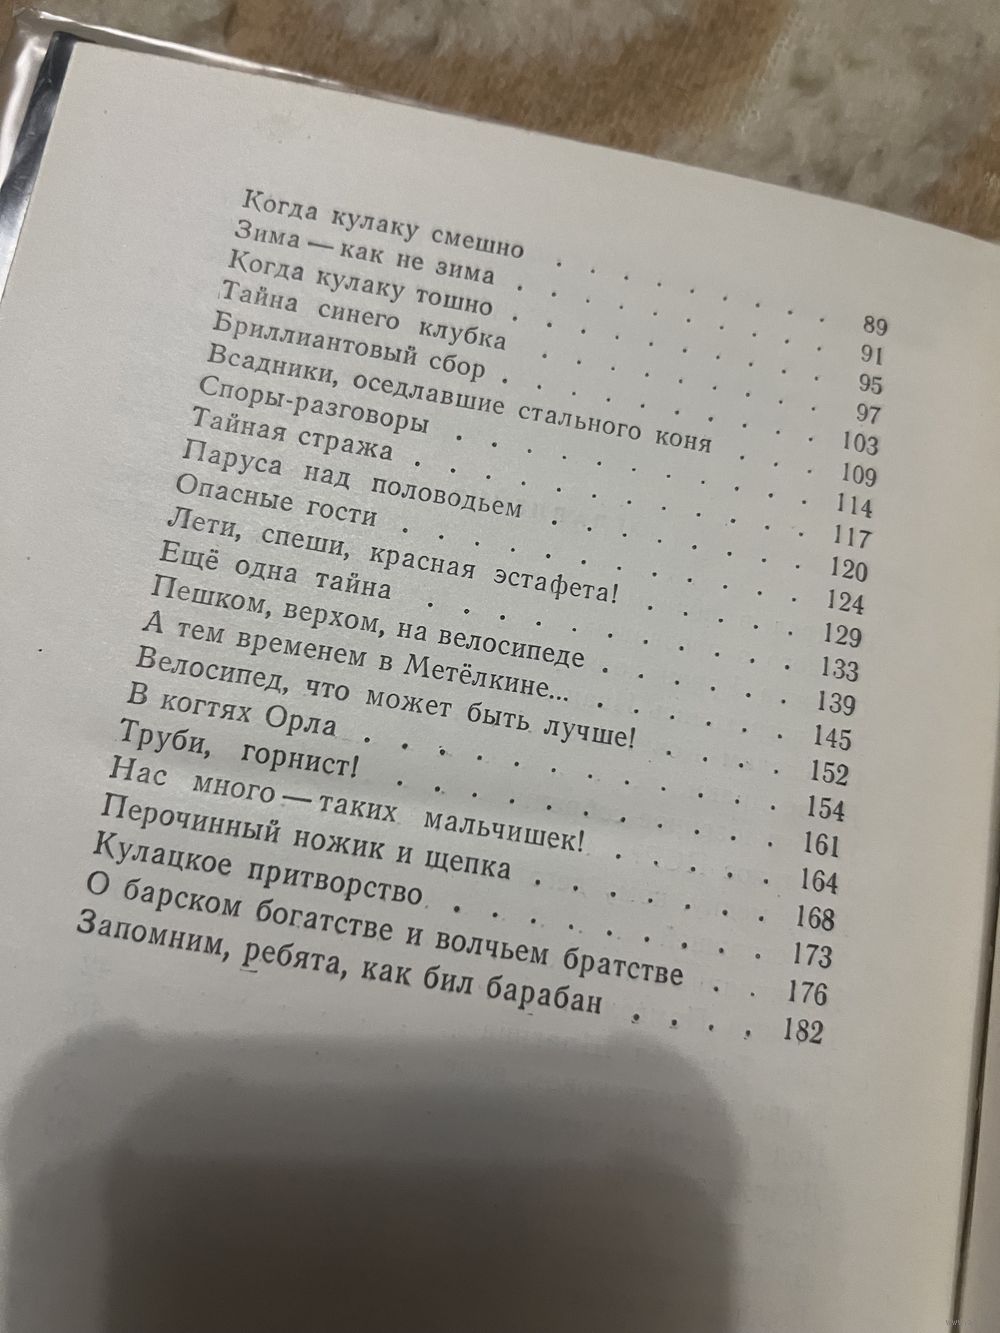 Когда кулаку смешно . . . . . . . . . 89
Зима — как не зима . . . . . . . . . . 91
Когда кулаку тошно . . . . . . . . . . 95
Тайна синего клубка . . . . . . . . . 97
Бриллиантовый сбор . . . . . . . . . . 103
Всадники, оседлавшие стального коня . . . 109
Споры-разговоры . . . . . . . . . . . 114
Тайная стража . . . . . . . . . . . . 117
Паруса над половодьем . . . . . . . . 120
Опасные гости . . . . . . . . . . . . 124
Лети, спеши, красная эстафета! . . . . . 129
Ещё одна тайна . . . . . . . . . . . 133
Пешком, верхом, на велосипеде . . . . . . 139
А тем временем в Метёлкине... . . . . . . 145
Велосипед, что может быть лучше! . . . . 152
В когтях Орла . . . . . . . . . . . . 154
Труби, горнист! . . . . . . . . . . . 161
Нас много — таких мальчишек! . . . . . 164
Перочинный ножик и щепка . . . . . . . 168
Кулацкое притворство . . . . . . . . . 173
О барском богатстве и волчьем братстве . . 176
Запомним, ребята, как бил барабан . . . . 182